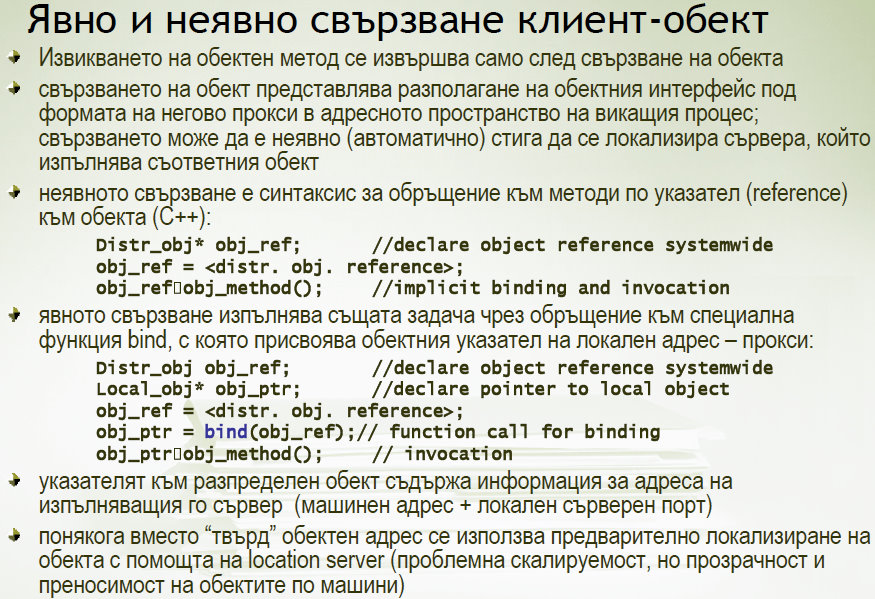 Явно и неявно свързване клиент-обект
Извикването на обектен метод се извършва само след свързване на обекта
свързването на обект представлява разполагане на обектния интерфейс под
формата на негово прокси в адресното пространство на викащия процес;
свързването може да е неявно (автоматично) стига да се локализира сървера, който
изпълнява съответния обект
неявното свързване е синтаксис за обръщение към методи по указател (reference)
към обекта (C++):
Distr_obj* obj_ref; //declare object reference systemwide
obj_ref = <distr. obj. reference>;
obj_ref▯obj_method(); //implicit binding and invocation
явното свързване изпълнява същата задача чрез обръщение към специална
функция bind, с която присвоява обектния указател на локален адрес – прокси:
Distr_obj obj_ref; //declare object reference systemwide
Local_obj* obj_ptr; //declare pointer to local object
obj_ref = <distr. obj. reference>;
obj_ptr = bind(obj_ref);// function call for binding
obj_ptr▯obj_method(); // invocation
указателят към разпределен обект съдържа информация за адреса на
изпълняващия го сървер (машинен адрес + локален сърверен порт)
понякога вместо “твърд” обектен адрес се използва предварително локализиране на
обекта с помощта на location server (проблемна скалируемост, но прозрачност и
преносимост на обектите по машини)